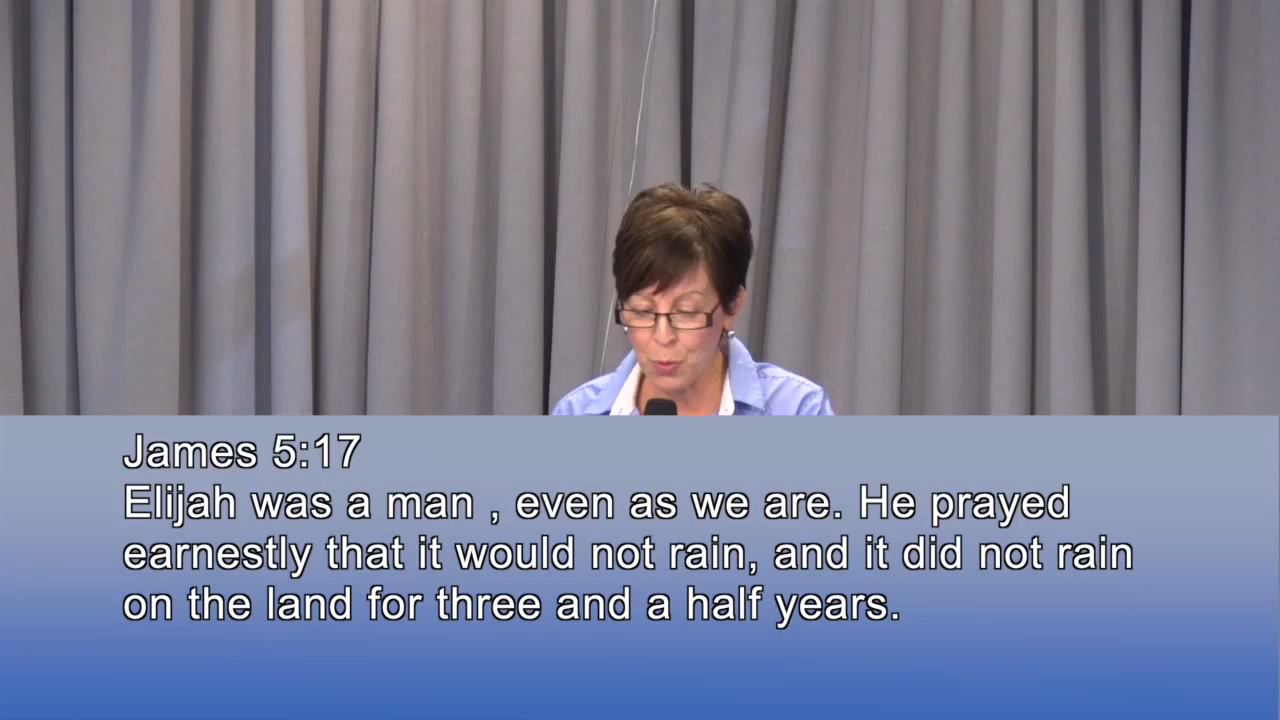 James 5:17
Elijah was a man , even as we are. He prayed
earnestly that it would not rain, and it did not rain
on the land for three and a half years.